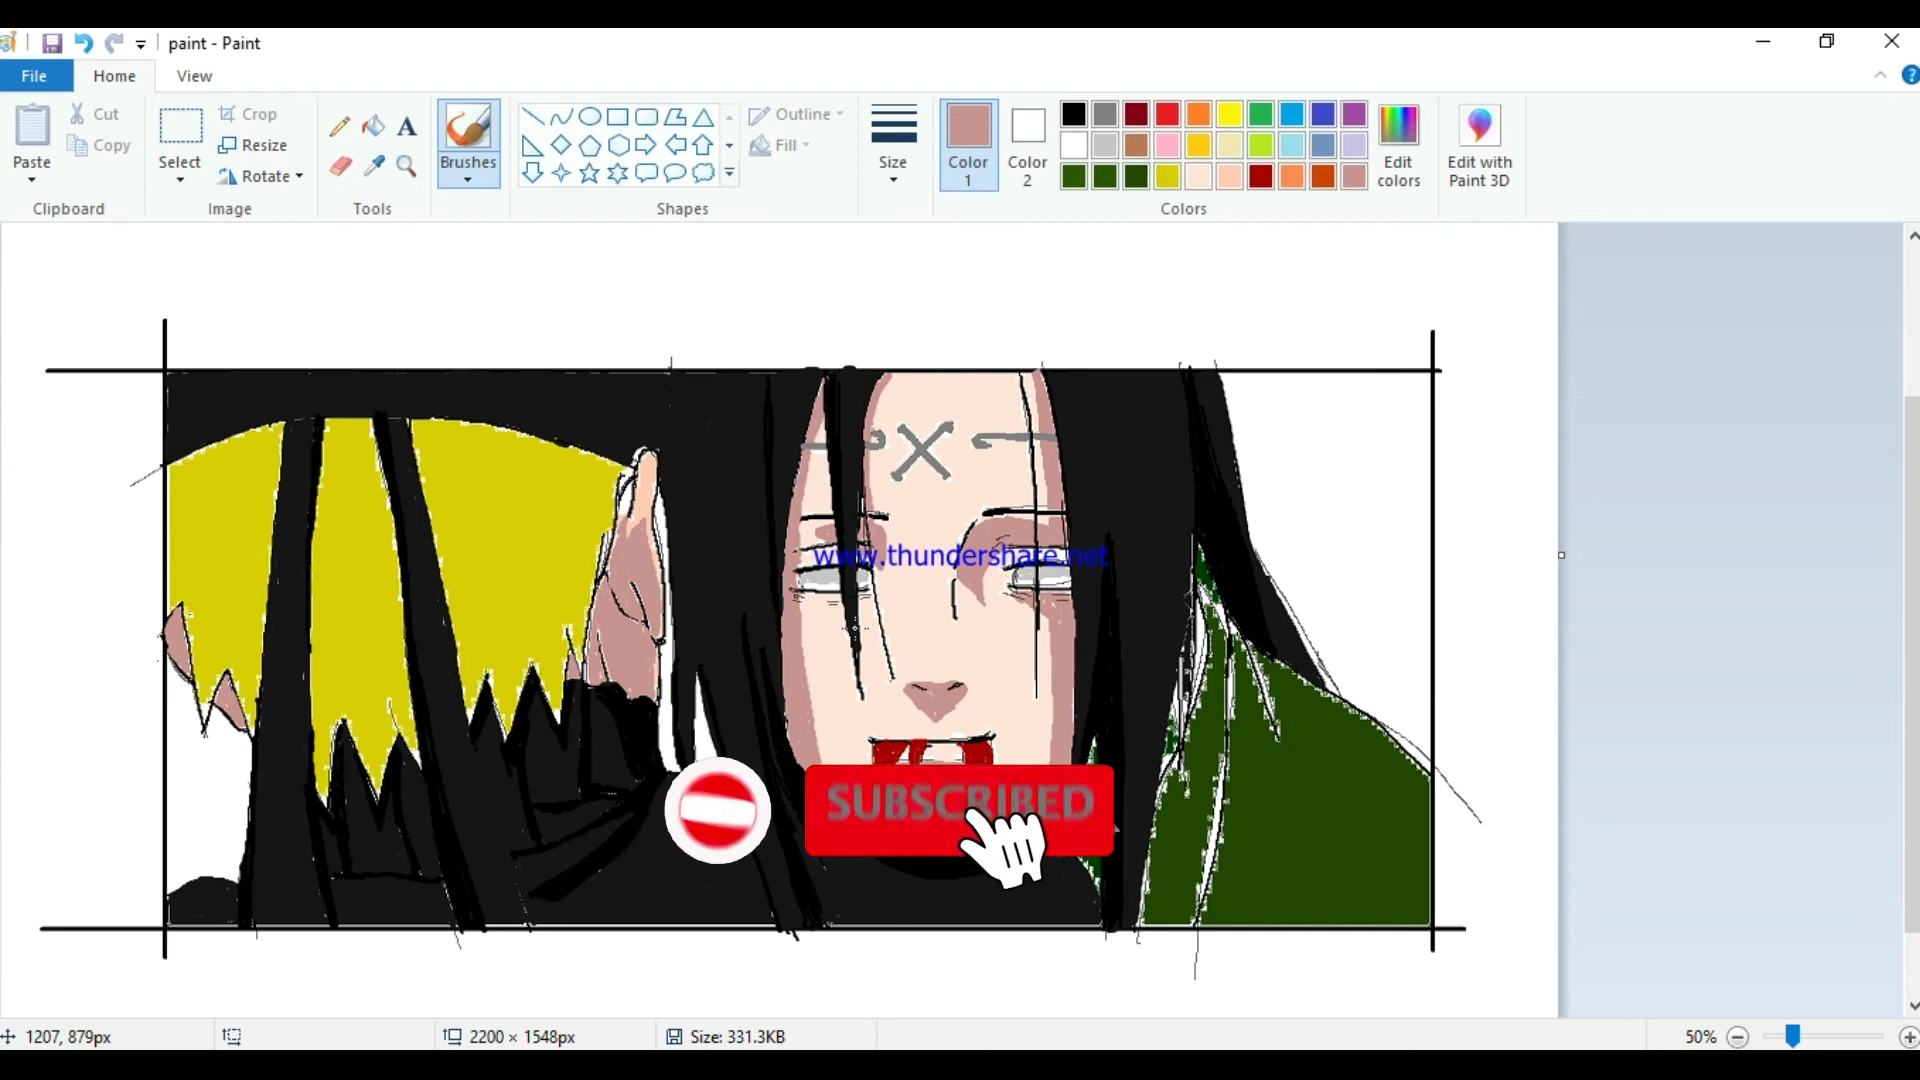 paint - Paint
File Home View
Paste
Cut
Copy
Clipboard
Select
Crop
Resize
Rotate
Image
Tools
Brushes
Shapes
Outline
Fill
Size
Color 1
Color 2
Colors
Edit colors
Edit with Paint 3D
www.thundershare.net
SUBSCRIBED
1207, 879px
2200 × 1548px
Size: 331.3KB
50%